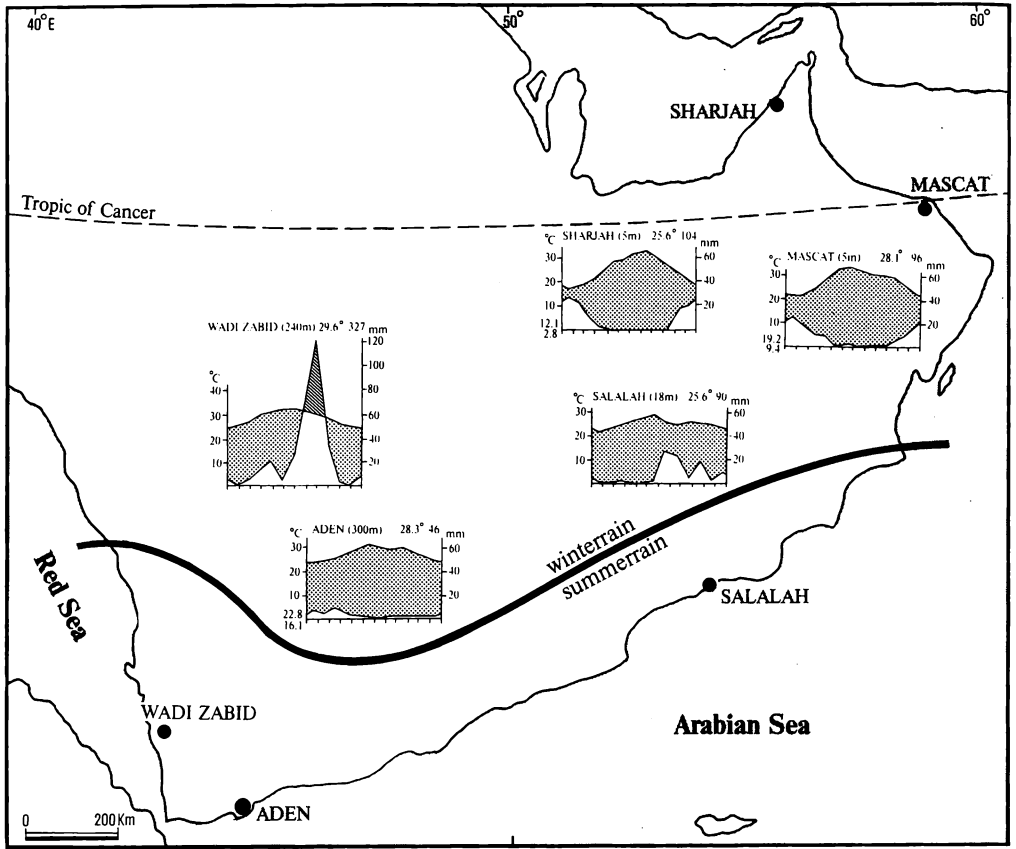 40°E
50°
60°
SHARJAH
MASCAT
Tropic of Cancer
°C SHARJAH (5m) 25.6° 104 mm
30
20
10
12.1
2.8
60
40
20
°C MASCAT (5m) 28.1° 96 mm
30
20
10
19.2
9.4
60
40
20
WADI ZABID (240m) 29.6° 327 mm
°C
40
30
20
10
120
100
80
60
40
20
°C SALALAH (18m) 25.6° 90 mm
30
20
10
60
40
20
°C ADEN (300m) 28.3° 46 mm
30
20
10
22.8
16.1
60
40
20
winterrain
summerrain
Red Sea
SALALAH
WADI ZABID
Arabian Sea
ADEN
0 200 Km